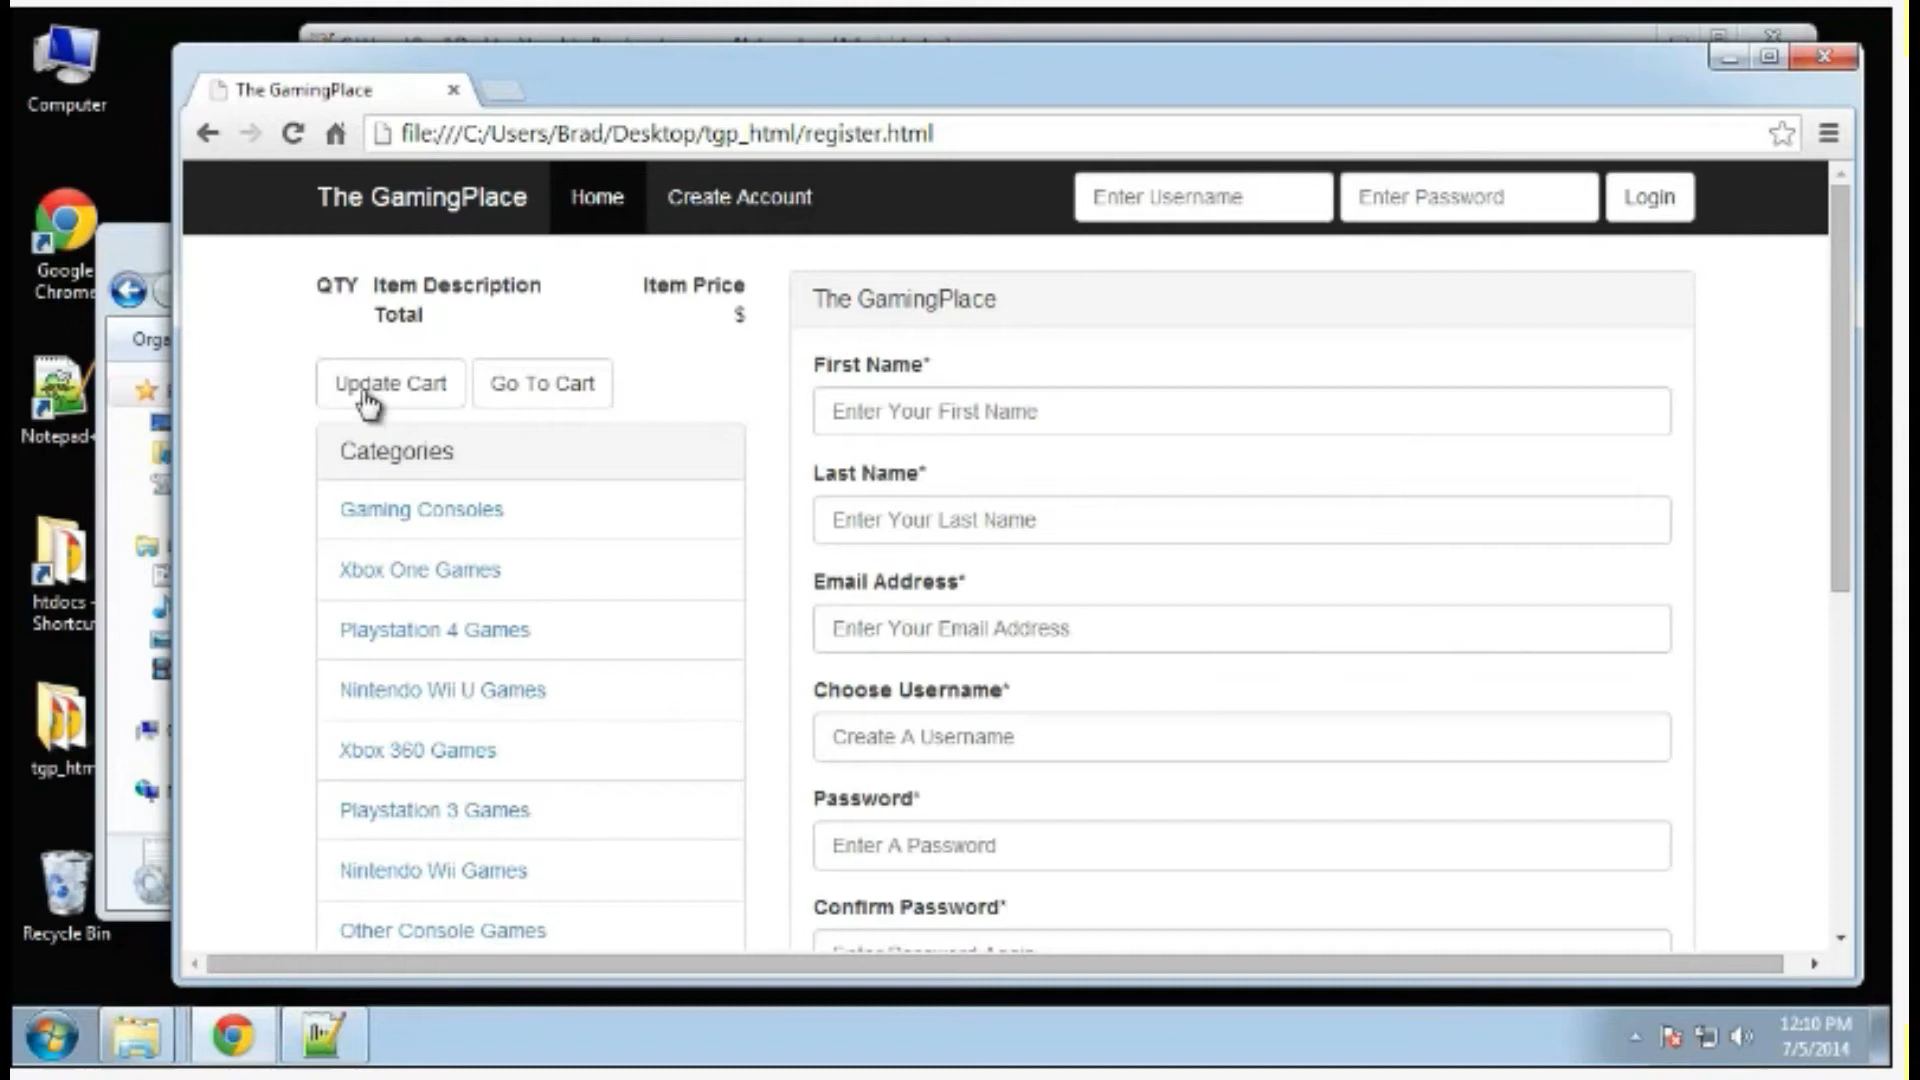 Computer
Google
Chrome
Notepad+
htdocs -
Shortcu
tgp_htm
Recycle Bin
Orga
The GamingPlace
file:///C:/Users/Brad/Desktop/tgp_html/register.html
The GamingPlace Home Create Account Enter Username Enter Password Login
QTY Item Description Item Price
Total $
Update Cart Go To Cart
Categories
Gaming Consoles
Xbox One Games
Playstation 4 Games
Nintendo Wii U Games
Xbox 360 Games
Playstation 3 Games
Nintendo Wii Games
Other Console Games
The GamingPlace
First Name*
Enter Your First Name
Last Name*
Enter Your Last Name
Email Address*
Enter Your Email Address
Choose Username*
Create A Username
Password*
Enter A Password
Confirm Password*
Enter Password Again
12:10 PM
7/5/2014